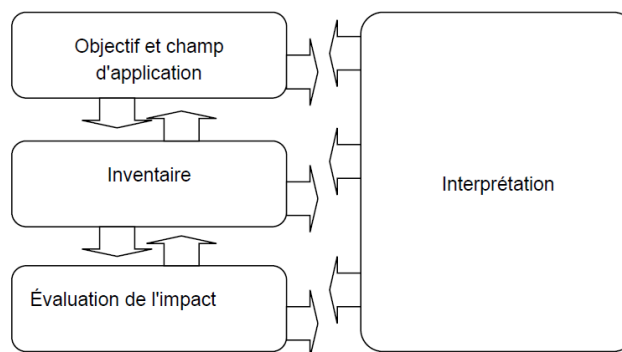 Objectif et champ
d'application
Inventaire
Interprétation
Évaluation de l'impact